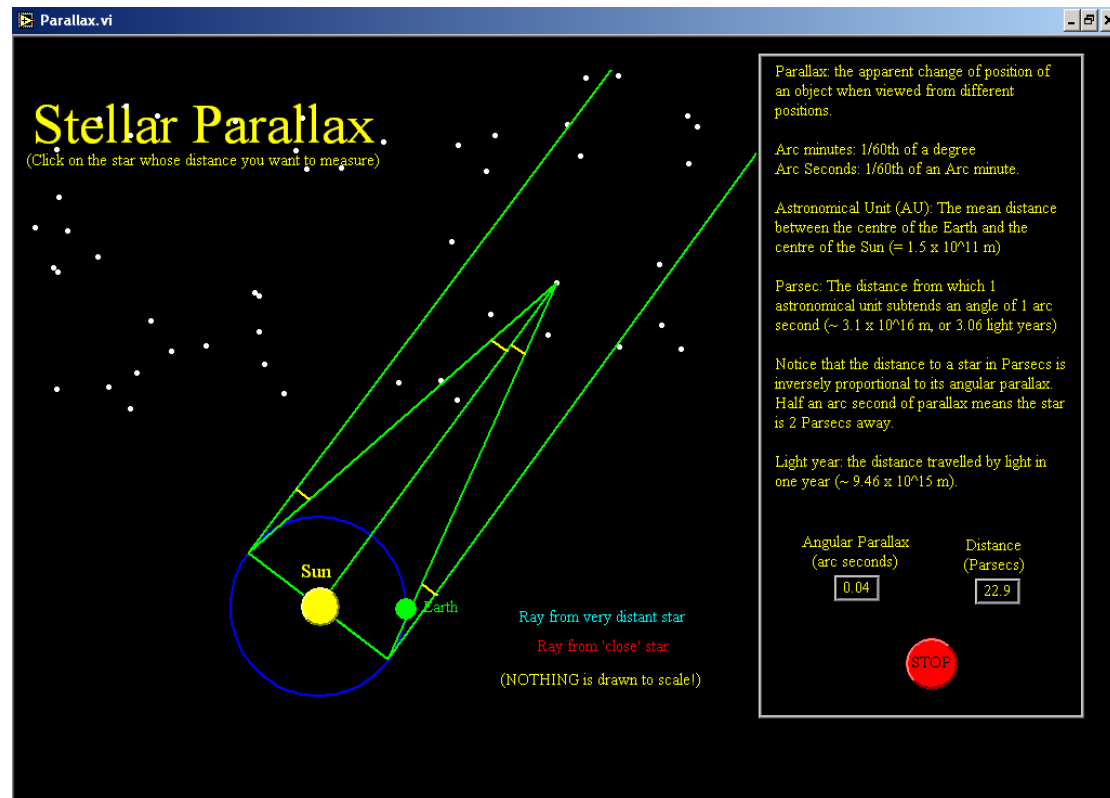 Parallax.vi
Stellar Parallax
(Click on the star whose distance you want to measure)
Sun
Earth
Ray from very distant star
Ray from 'close' star
(NOTHING is drawn to scale!)
Parallax: the apparent change of position of
an object when viewed from different
positions.
Arc minutes: 1/60th of a degree
Arc Seconds: 1/60th of an Arc minute.
Astronomical Unit (AU): The mean distance
between the centre of the Earth and the
centre of the Sun (= 1.5 x 10^11 m)
Parsec: The distance from which 1
astronomical unit subtends an angle of 1 arc
second (~ 3.1 x 10^16 m, or 3.06 light years)
Notice that the distance to a star in Parsecs is
inversely proportional to its angular parallax.
Half an arc second of parallax means the star
is 2 Parsecs away.
Light year: the distance travelled by light in
one year (~ 9.46 x 10^15 m).
Angular Parallax
(arc seconds)
0.04
Distance
(Parsecs)
22.9
STOP